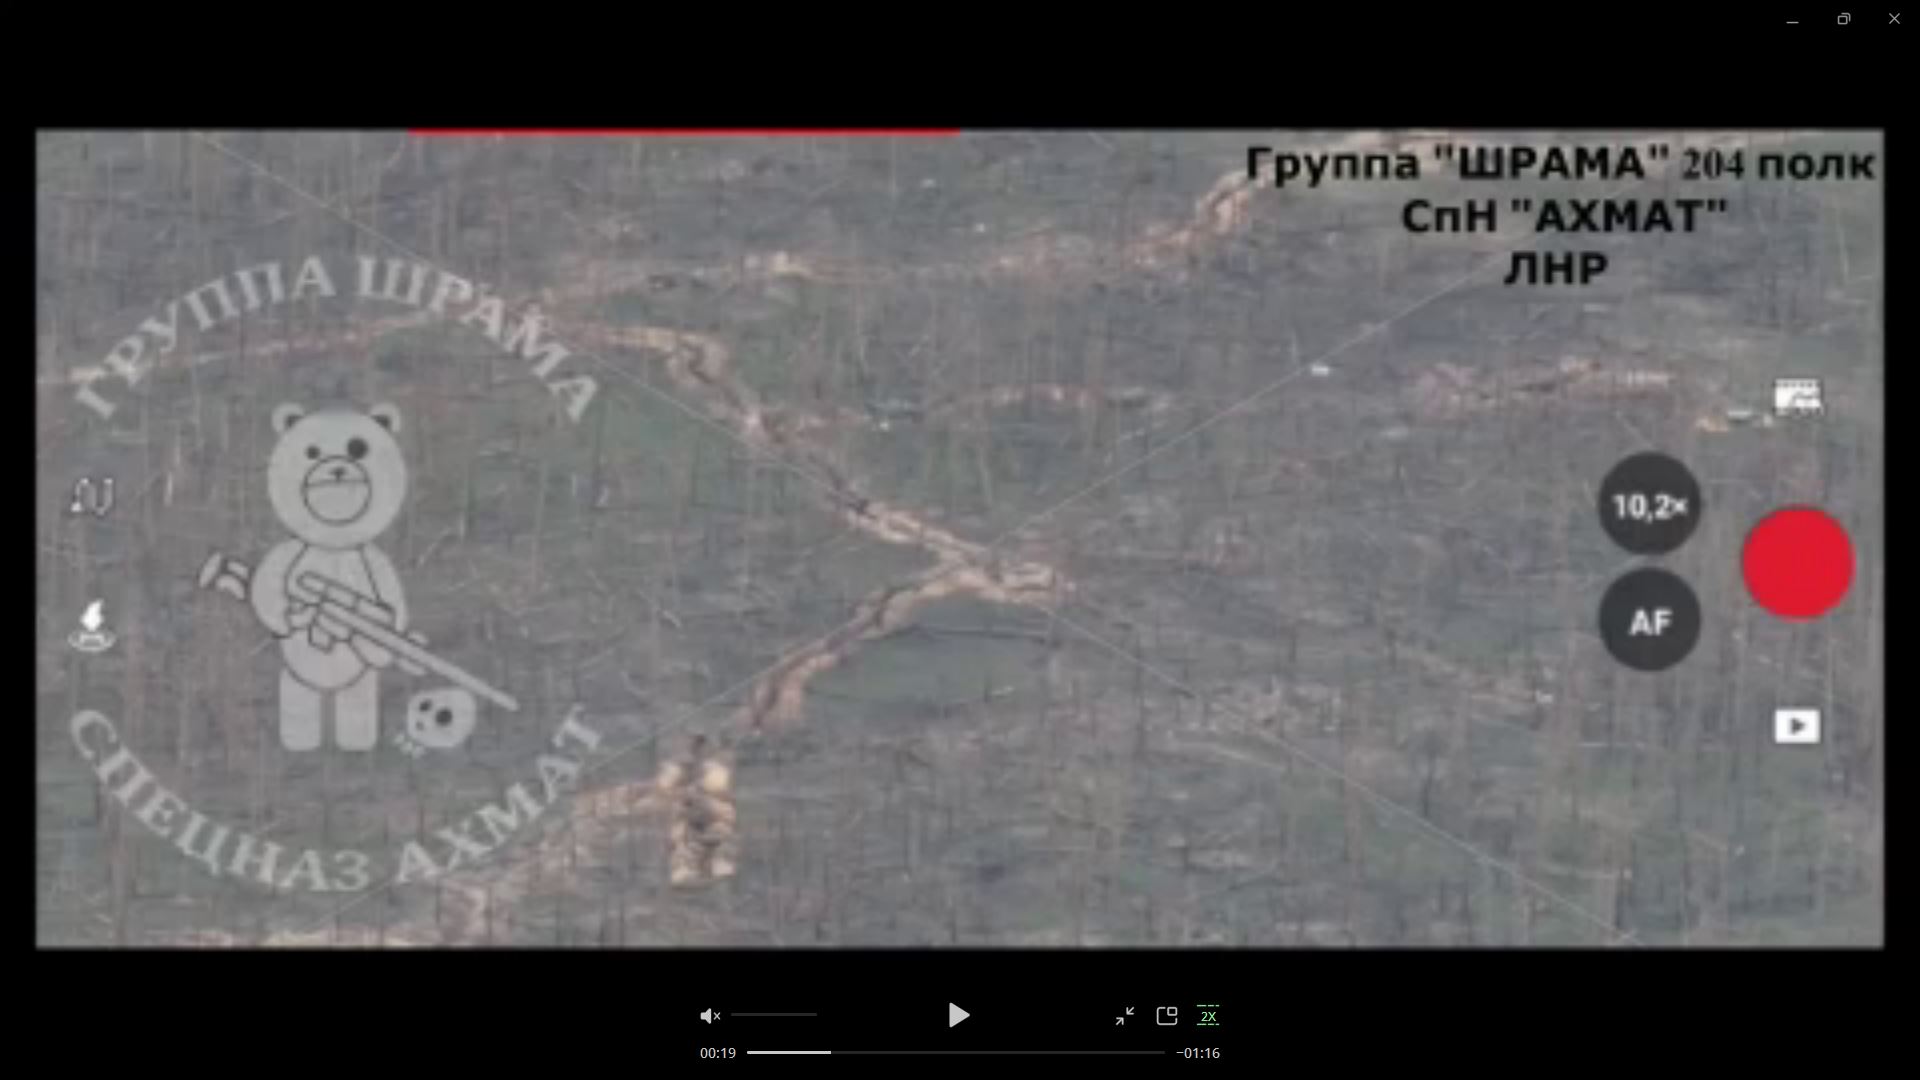 Группа "ШРАМА" 204 полк
СпН "АХМАТ"
ЛНР
ГРУППА ШРАМА
10,2×
AF
СПЕЦНАЗ АХМАТ
2X
00:19
−01:16